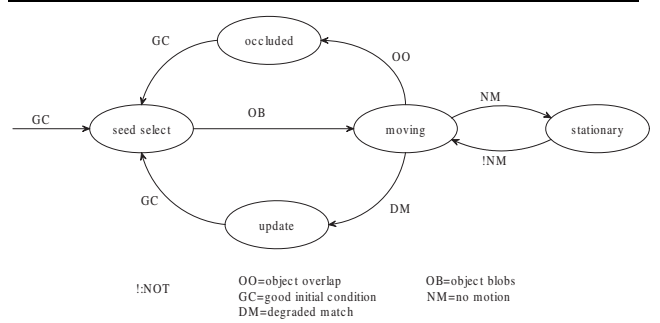 occluded
GC
OO
GC
OB
NM
seed select
moving
stationary
!NM
GC
DM
update
!:NOT
OO=object overlap
GC=good initial condition
DM=degraded match
OB=object blobs
NM=no motion